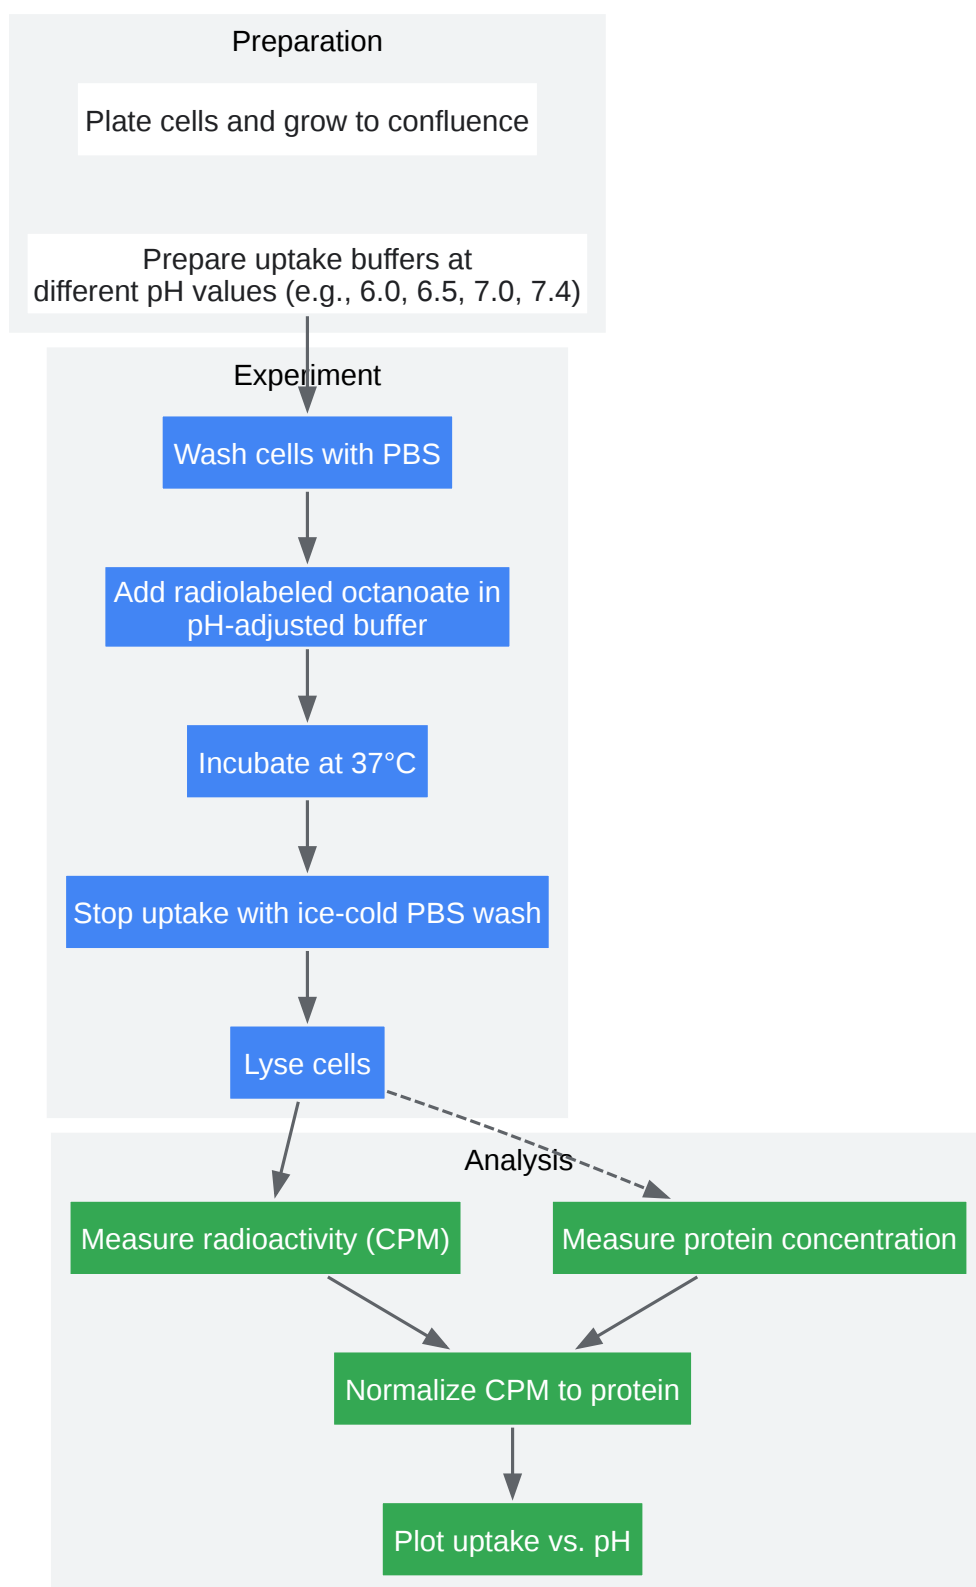 Preparation
Plate cells and grow to confluence
Prepare uptake buffers at
different pH values (e.g., 6.0, 6.5, 7.0, 7.4)
Experiment
Wash cells with PBS
Add radiolabeled octanoate in
pH-adjusted buffer
Incubate at 37°C
Stop uptake with ice-cold PBS wash
Lyse cells
Analysis
Measure radioactivity (CPM)
Measure protein concentration
Normalize CPM to protein
Plot uptake vs. pH